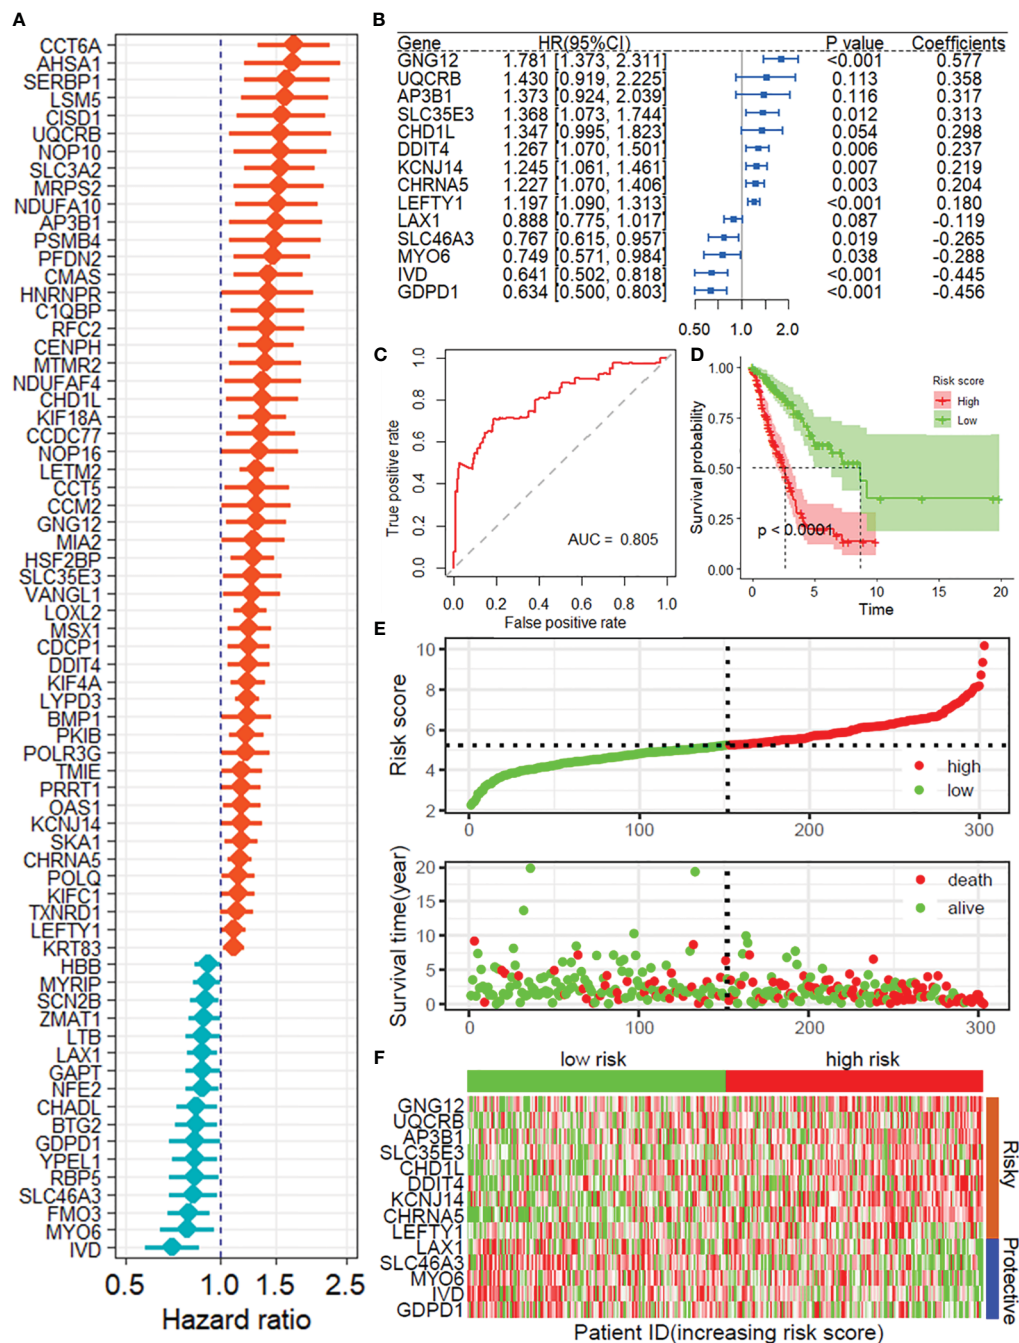 A
CCT6A
AHSA1
SERBP1
LSM5
CISD1
UQCRB
NOP10
SLC3A2
MRPS2
NDUFA10
AP3B1
PSMB4
PFDN2
CMAS
HNRNPR
C1QBP
RFC2
CENPH
MTMR2
NDUFAF4
CHD1L
KIF18A
CCDC77
NOP16
LETM2
CCT5
CCM2
GNG12
MIA2
HSF2BP
SLC35E3
VANGL1
LOXL2
MSX1
CDCP1
DDIT4
KIF4A
LYPD3
BMP1
PKIB
POLR3G
TMIE
PRRT1
OAS1
KCNJ14
SKA1
CHRNA5
POLQ
KIFC1
TXNRD1
LEFTY1
KRT83
HBB
MYRIP
SCN2B
ZMAT1
LTB
LAX1
GAPT
NFE2
CHADL
BTG2
GDPD1
YPEL1
RBP5
SLC46A3
FMO3
MYO6
IVD
0.5 1.0 1.5 2.5
Hazard ratio
B
Gene HR(95%CI) P value Coefficients
GNG12 1.781 [1.373, 2.311] <0.001 0.577
UQCRB 1.430 [0.919, 2.225] 0.113 0.358
AP3B1 1.373 [0.924, 2.039] 0.116 0.317
SLC35E3 1.368 [1.073, 1.744] 0.012 0.313
CHD1L 1.347 [0.995, 1.823] 0.054 0.298
DDIT4 1.267 [1.070, 1.501] 0.006 0.237
KCNJ14 1.245 [1.061, 1.461] 0.007 0.219
CHRNA5 1.227 [1.070, 1.406] 0.003 0.204
LEFTY1 1.197 [1.090, 1.313] <0.001 0.180
LAX1 0.888 [0.775, 1.017] 0.087 -0.119
SLC46A3 0.767 [0.615, 0.957] 0.019 -0.265
MYO6 0.749 [0.571, 0.984] 0.038 -0.288
IVD 0.641 [0.502, 0.818] <0.001 -0.445
GDPD1 0.634 [0.500, 0.803] <0.001 -0.456
0.50 1.0 2.0
C
True positive rate
1.0
0.8
0.6
0.4
0.2
0.0
AUC = 0.805
0.0 0.2 0.4 0.6 0.8 1.0
False positive rate
D
Survival probability
1.00
0.75
0.50
0.25
0.00
Risk score
High
Low
p < 0.0001
0 5 10 15 20
Time
E
Risk score
10
8
6
4
2
high
low
0 100 200 300
Survival time(year)
20
15
10
5
0
death
alive
0 100 200 300
F
low risk high risk
GNG12
UQCRB
AP3B1
SLC35E3
CHD1L
DDIT4
KCNJ14
CHRNA5
LEFTY1
LAX1
SLC46A3
MYO6
IVD
GDPD1
Risky
Protective
Patient ID(increasing risk score)